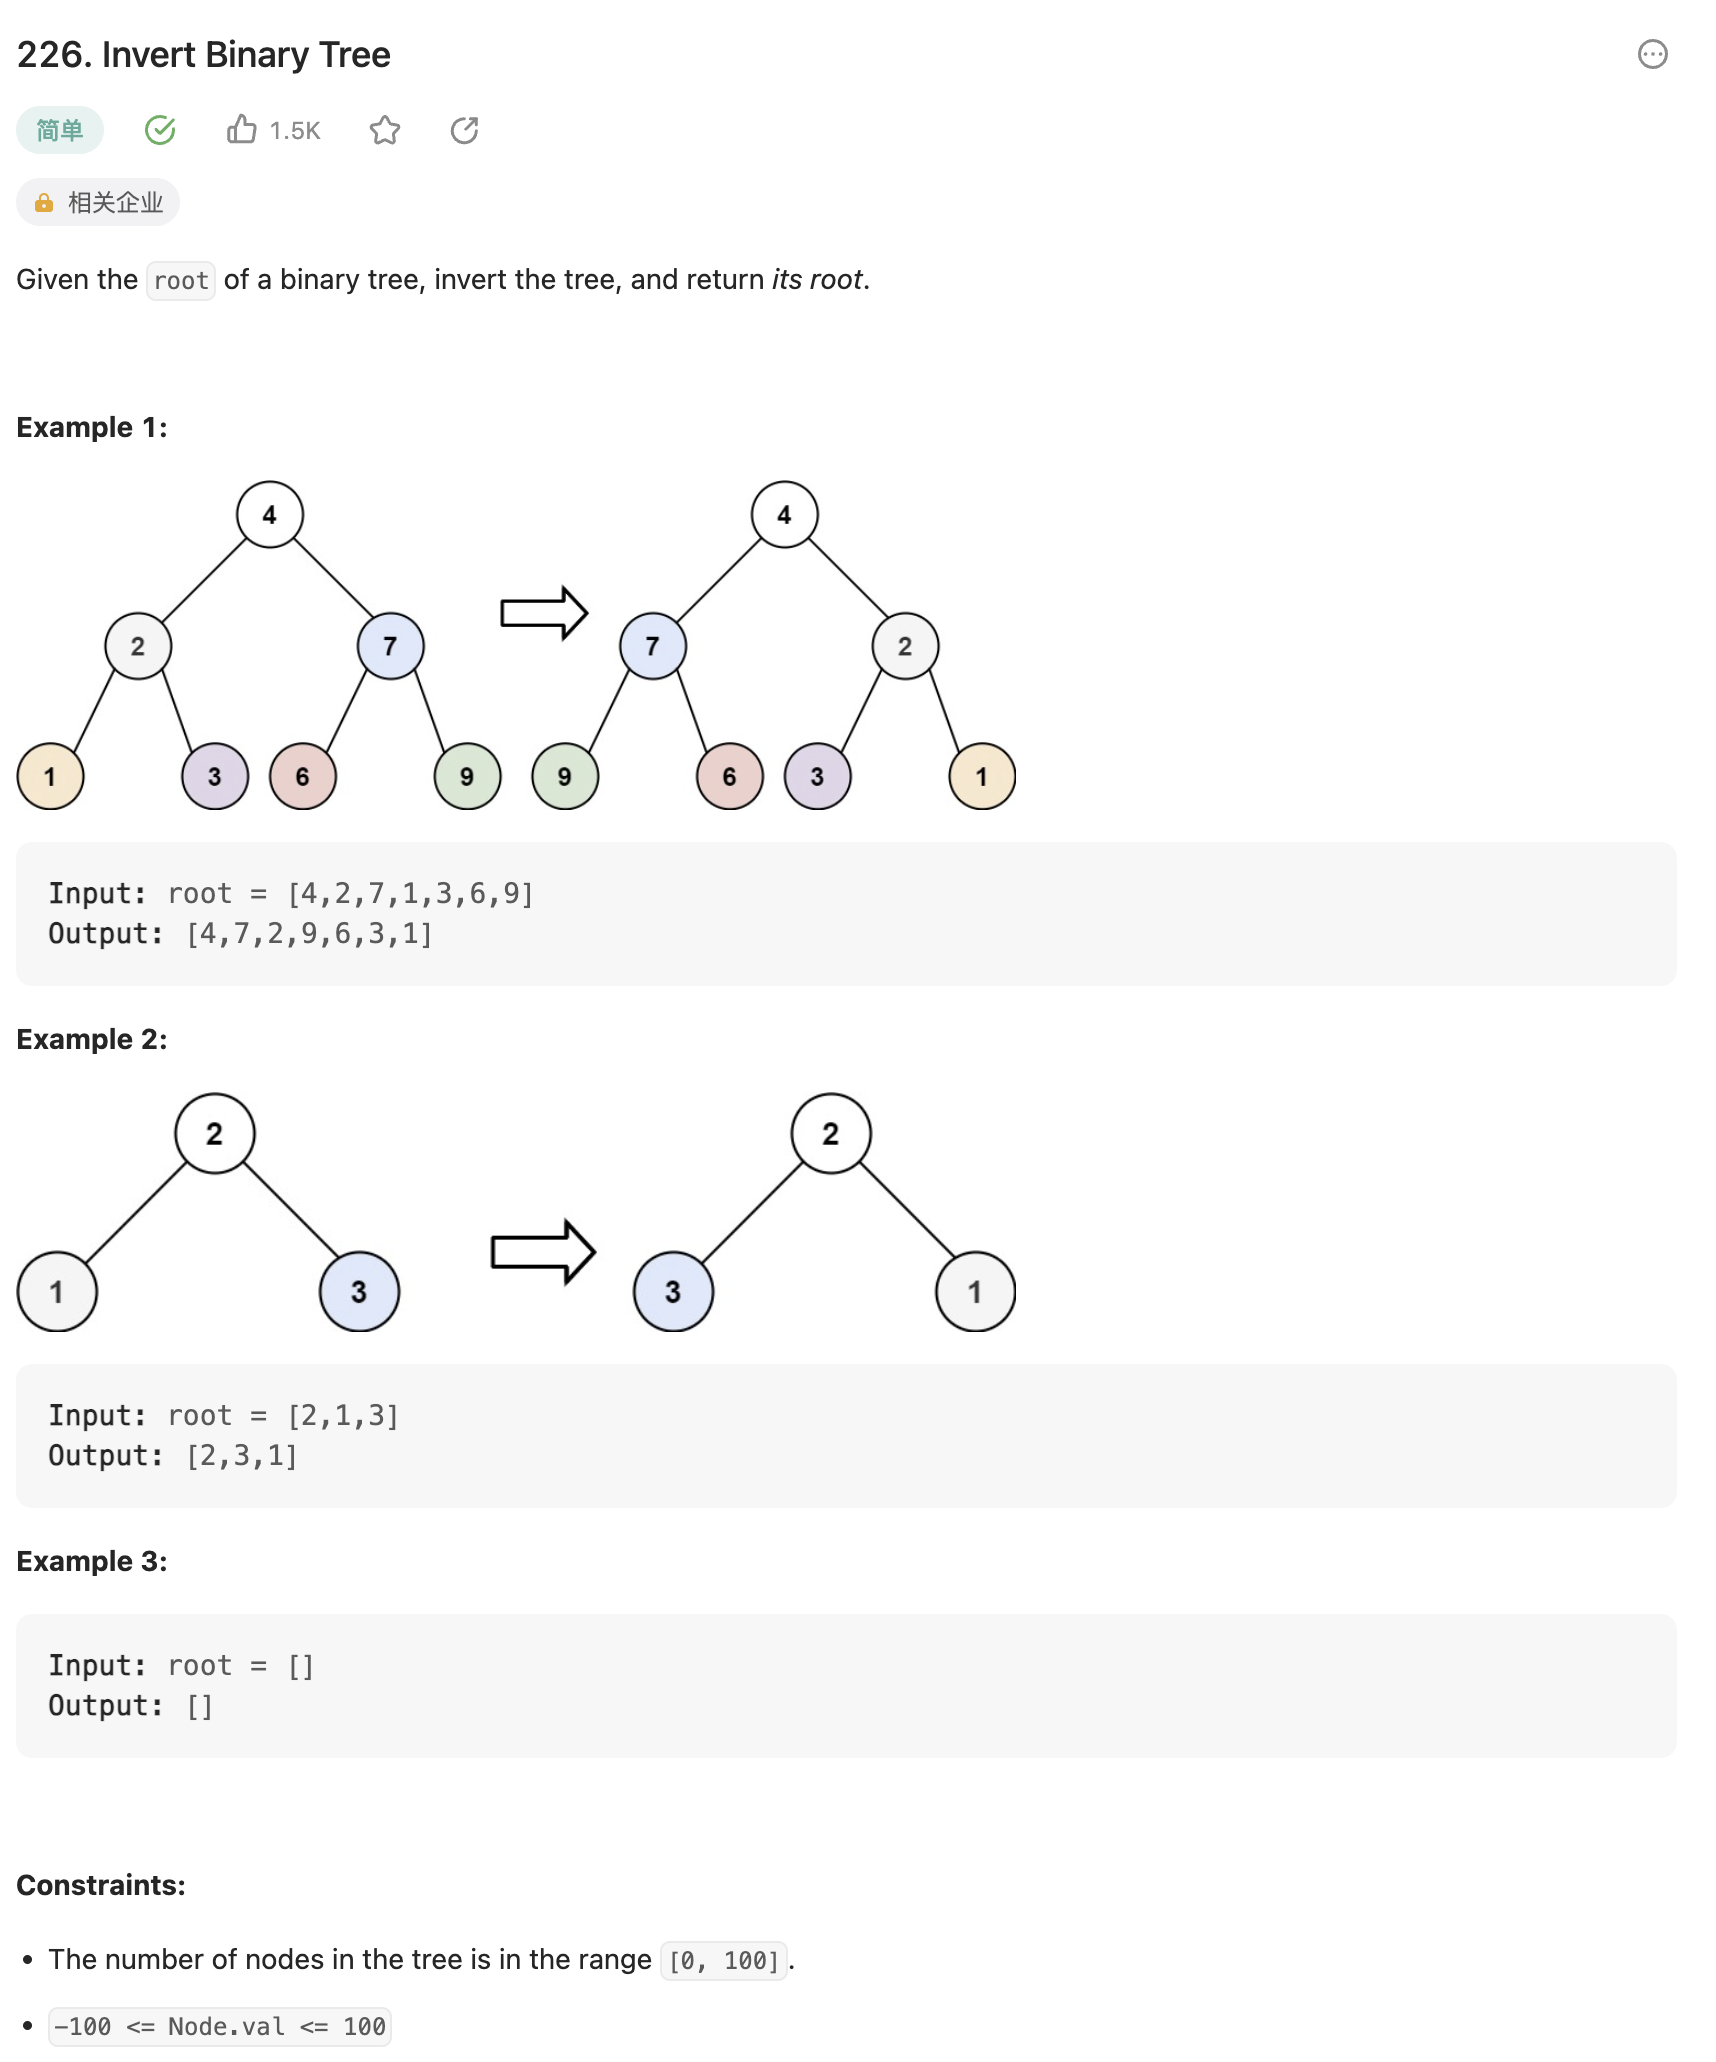 226. Invert Binary Tree
简单 1.5K
相关企业
Given the root of a binary tree, invert the tree, and return its root.
Example 1:
4 4
2 7 7 2
1 3 6 9 9 6 3 1
Input: root = [4,2,7,1,3,6,9]
Output: [4,7,2,9,6,3,1]
Example 2:
2 2
1 3 3 1
Input: root = [2,1,3]
Output: [2,3,1]
Example 3:
Input: root = []
Output: []
Constraints:
• The number of nodes in the tree is in the range [0, 100].
• -100 <= Node.val <= 100